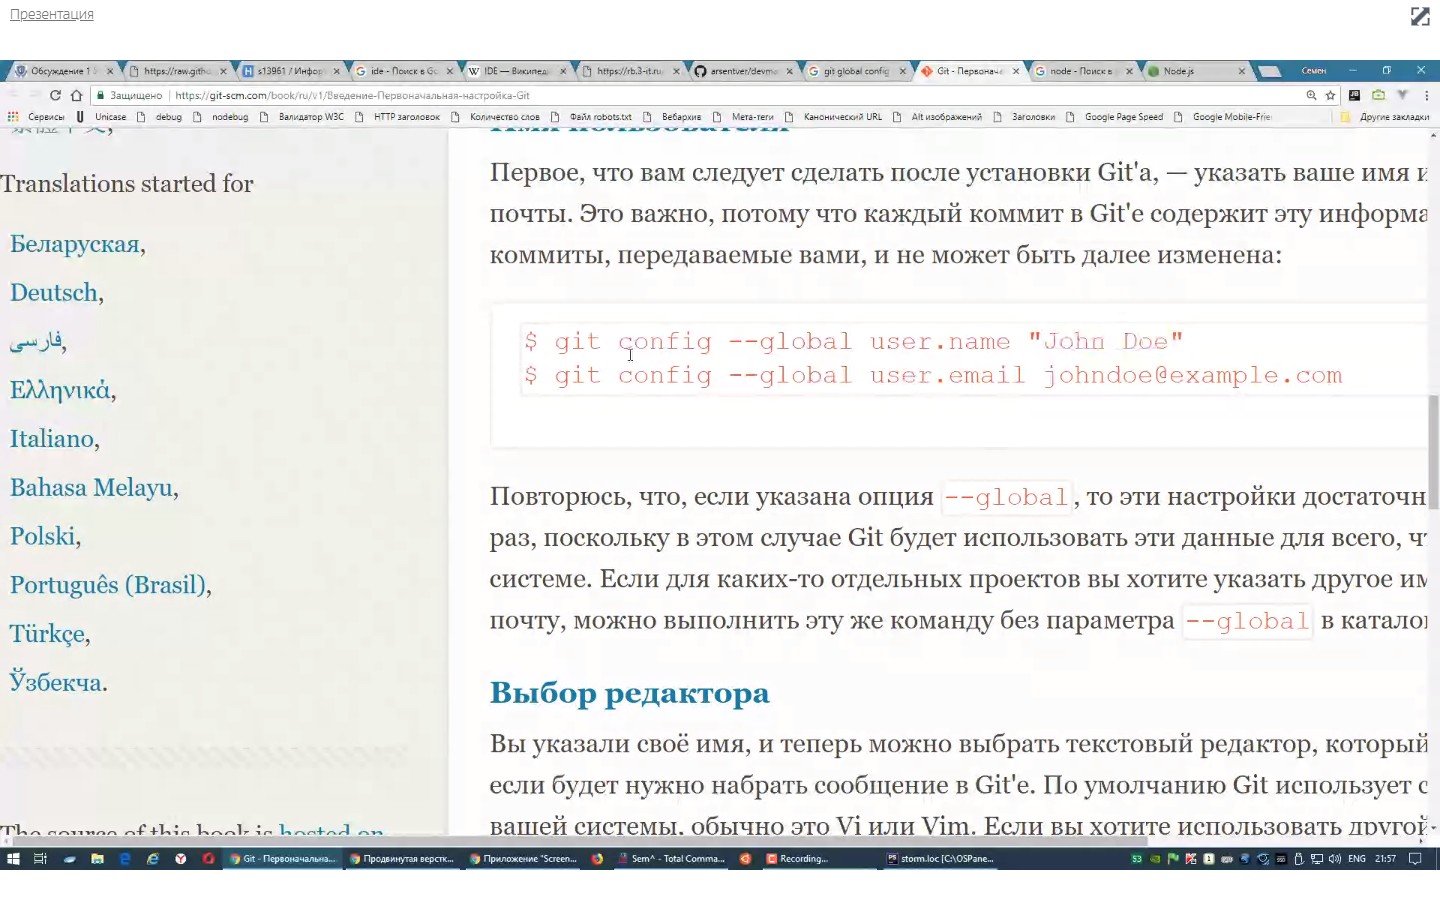 Презентация
Обсуждение 1
https://raw.githo
s13961 / Инфор
ide - Поиск в Go
IDE — Википеди
https://rb.3-it.ru
arsentver/devma
git global config
Git - Первонача
node - Поиск в
Node.js
Семен
Защищено
https://git-scm.com/book/ru/v1/Введение-Первоначальная-настройка-Git
Сервисы Unicase debug nodebug Валидатор W3C HTTP заголовок Количество слов Файл robots.txt Вебархив Мета-теги Канонический URL Alt изображений Заголовки Google Page Speed Google Mobile-Frie Другие закладки
Имя пользователя
Translations started for
Беларуская,
Deutsch,
فارسی,
Ελληνικά,
Italiano,
Bahasa Melayu,
Polski,
Português (Brasil),
Türkçe,
Ўзбекча.
The source of this book is hosted on
Первое, что вам следует сделать после установки Git'а, — указать ваше имя и
почты. Это важно, потому что каждый коммит в Git'е содержит эту информа
коммиты, передаваемые вами, и не может быть далее изменена:
$ git config --global user.name "John Doe"
$ git config --global user.email johndoe@example.com
Повторюсь, что, если указана опция --global, то эти настройки достаточн
раз, поскольку в этом случае Git будет использовать эти данные для всего, чт
системе. Если для каких-то отдельных проектов вы хотите указать другое им
почту, можно выполнить эту же команду без параметра --global в катало
Выбор редактора
Вы указали своё имя, и теперь можно выбрать текстовый редактор, который
если будет нужно набрать сообщение в Git'е. По умолчанию Git использует с
вашей системы, обычно это Vi или Vim. Если вы хотите использовать другой
Git - Первоначальна...
Продвинутая верстк...
Приложение "Screen...
Sem^ - Total Comma...
Recording...
storm.loc [C:\OSPane...
ENG
21:57